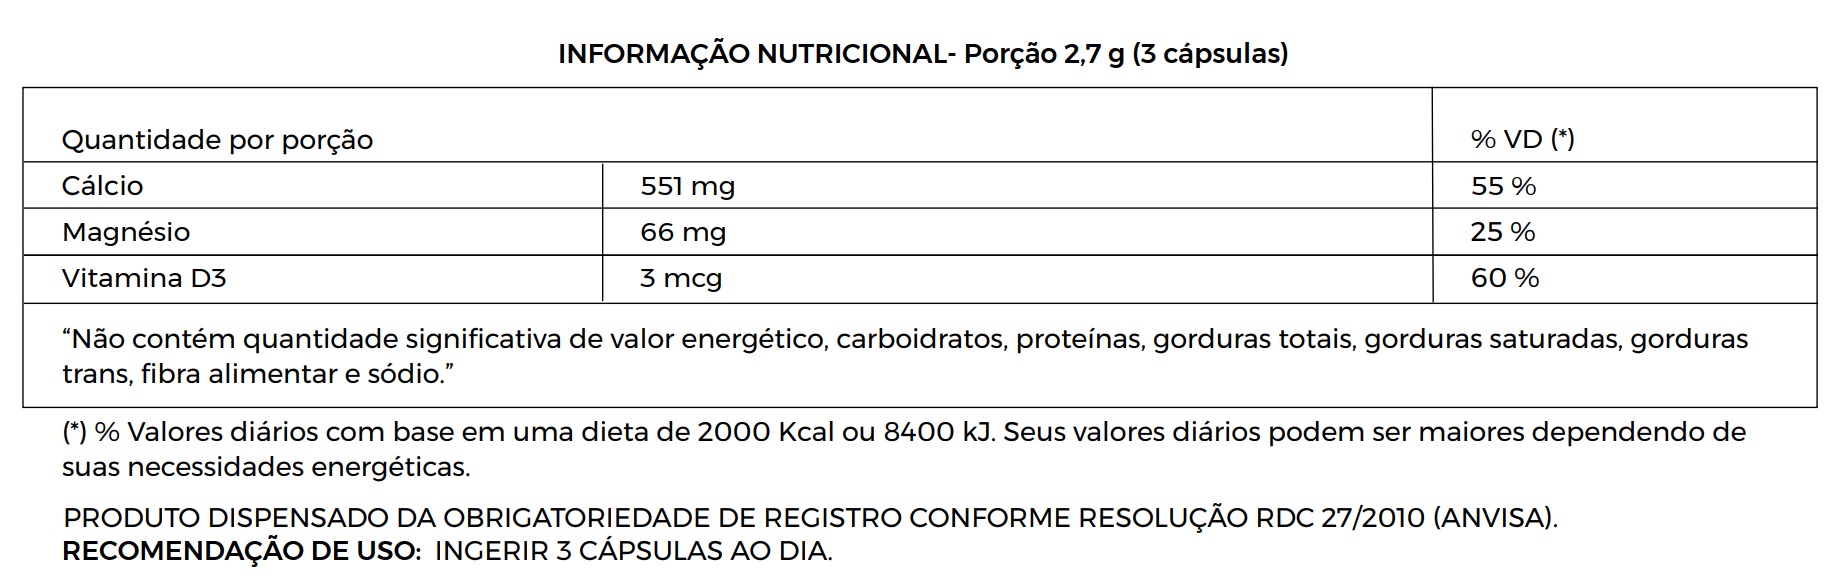 INFORMAÇÃO NUTRICIONAL- Porção 2,7 g (3 cápsulas)
Quantidade por porção % VD (*)
Cálcio 551 mg 55 %
Magnésio 66 mg 25 %
Vitamina D3 3 mcg 60 %
“Não contém quantidade significativa de valor energético, carboidratos, proteínas, gorduras totais, gorduras saturadas, gorduras
trans, fibra alimentar e sódio.”
(*) % Valores diários com base em uma dieta de 2000 Kcal ou 8400 kJ. Seus valores diários podem ser maiores dependendo de
suas necessidades energéticas.
PRODUTO DISPENSADO DA OBRIGATORIEDADE DE REGISTRO CONFORME RESOLUÇÃO RDC 27/2010 (ANVISA).
RECOMENDAÇÃO DE USO: INGERIR 3 CÁPSULAS AO DIA.